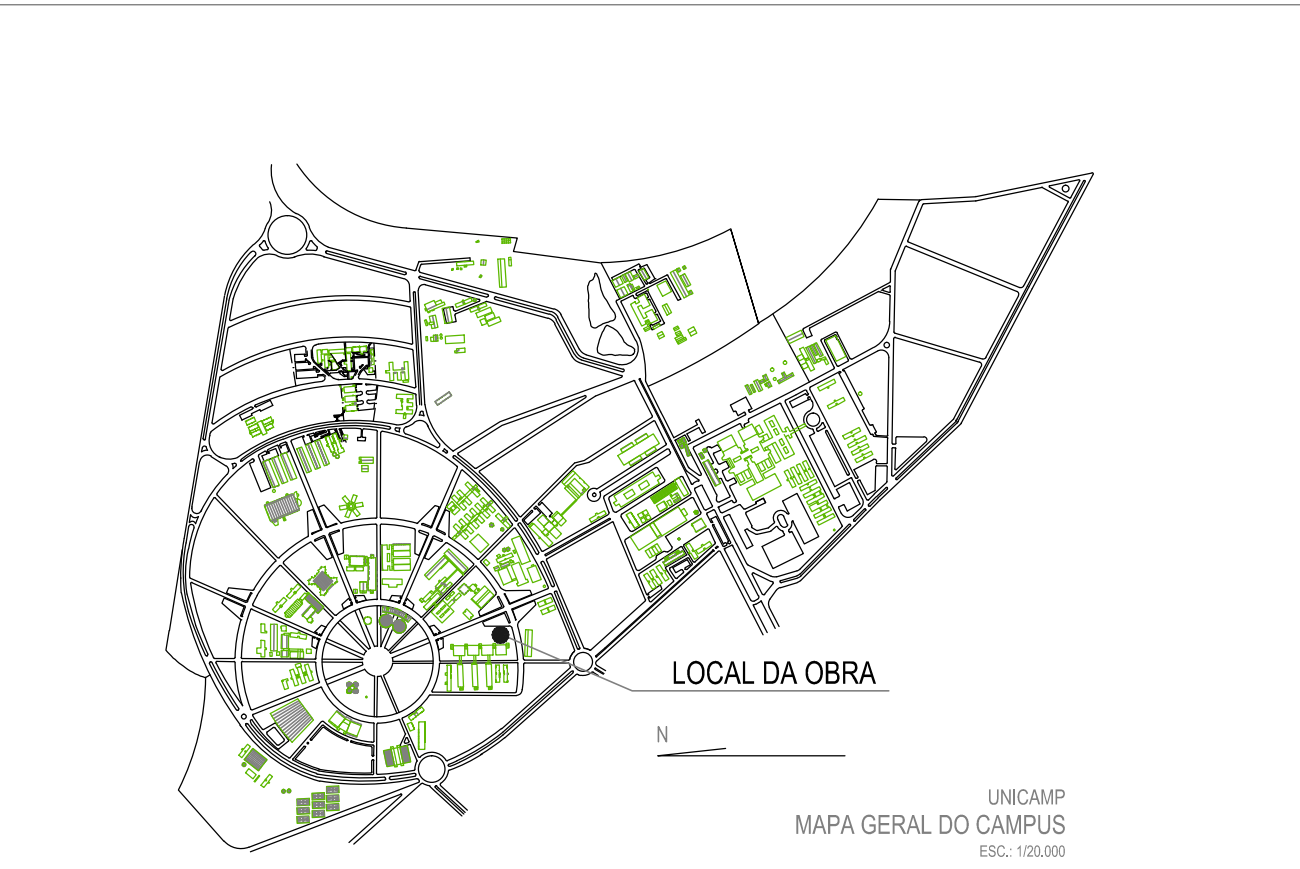 LOCAL DA OBRA
N
UNICAMP
MAPA GERAL DO CAMPUS
ESC.: 1/20.000